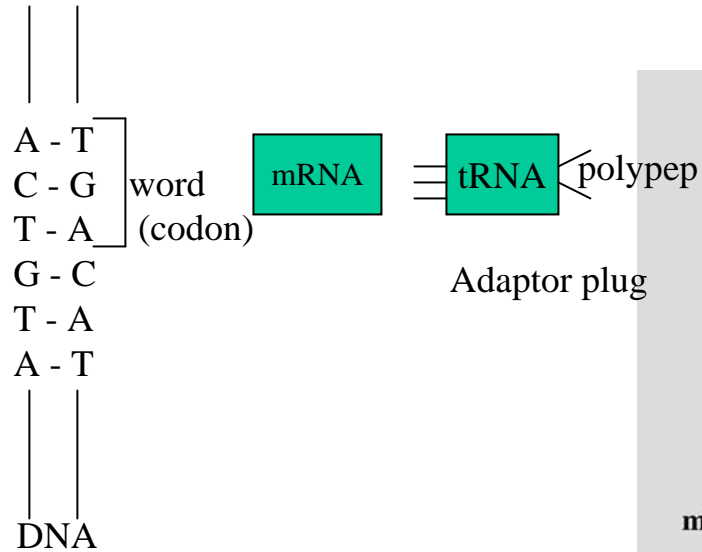 A - T
C - G
T - A
G - C
T - A
A - T
DNA
word
(codon)
mRNA
tRNA
polypep
Adaptor plug
m